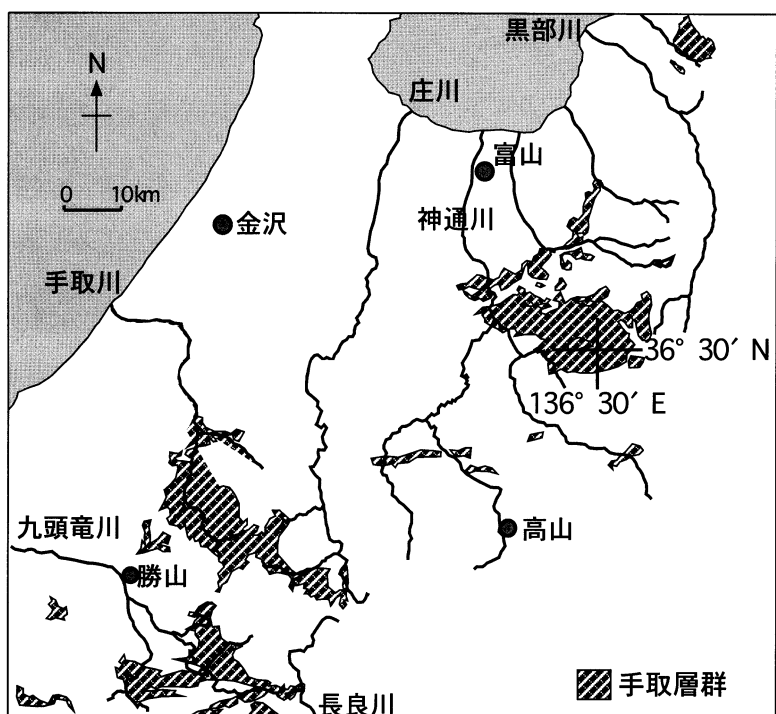 黒部川
N
庄川
富山
0 10km
金沢
神通川
手取川
36° 30′ N
136° 30′ E
九頭竜川
高山
勝山
手取層群
長良川